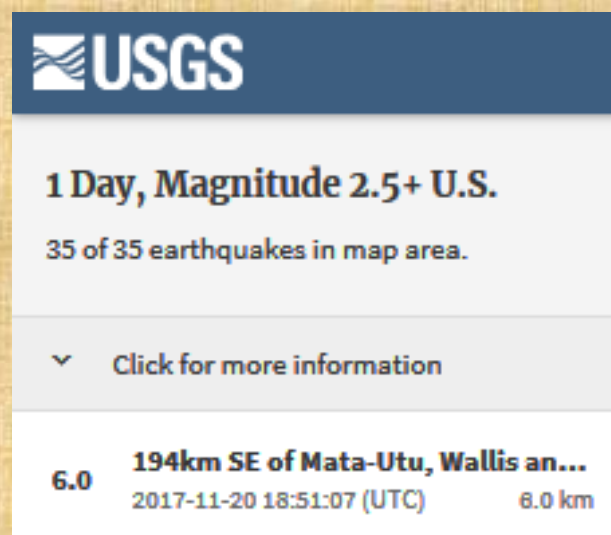 USGS
1 Day, Magnitude 2.5+ U.S.
35 of 35 earthquakes in map area.
Click for more information
6.0 194km SE of Mata-Utu, Wallis an...
2017-11-20 18:51:07 (UTC) 6.0 km